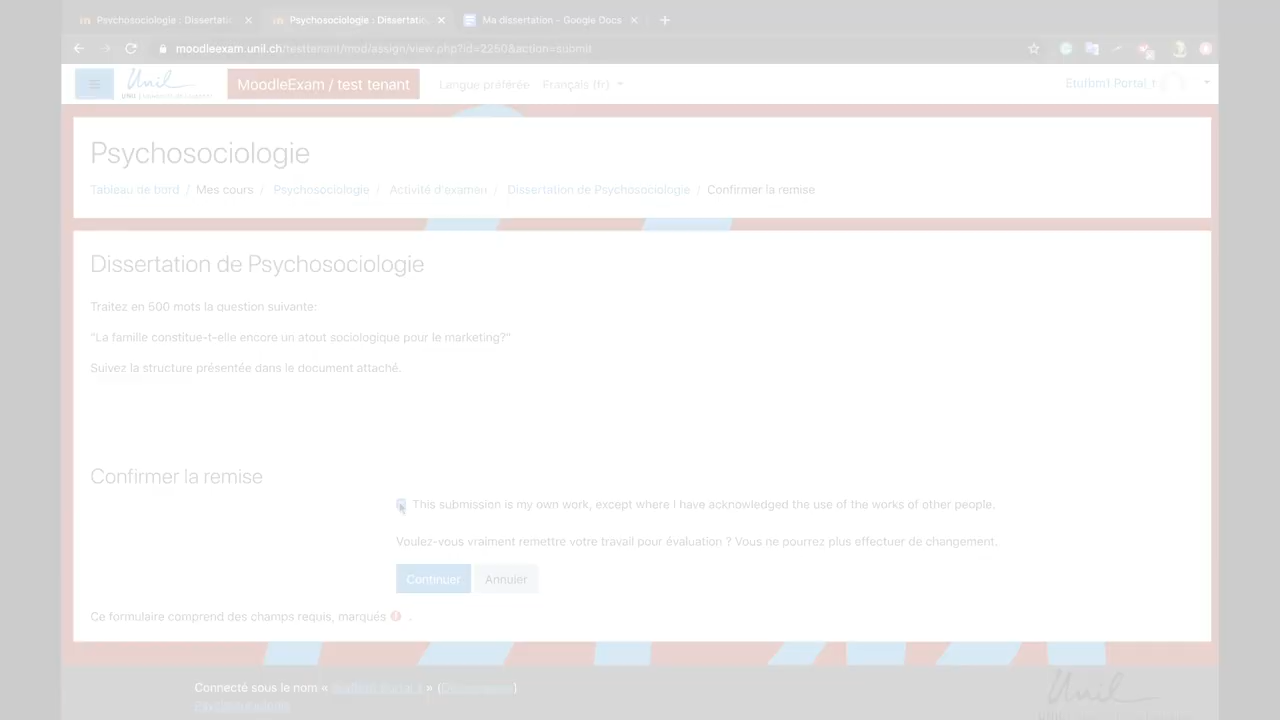 Psychosociologie : Dissertatio
Psychosociologie : Dissertatio
Ma dissertation - Google Docs
moodleexam.unil.ch/testtenant/mod/assign/view.php?id=2260&action=submit
Unil
MoodleExam / test tenant
Langue préférée
Français (fr)
Psychosociologie
Tableau de bord / Mes cours / Psychosociologie / Activité d'examen / Dissertation de Psychosociologie / Confirmer la remise
Dissertation de Psychosociologie
Traitez en 500 mots la question suivante:
"La famille constitue-t-elle encore un atout sociologique pour le marketing?"
Suivez la structure présentée dans le document attaché.
Confirmer la remise
This submission is my own work, except where I have acknowledged the use of the works of other people.
Voulez-vous vraiment remettre votre travail pour évaluation ? Vous ne pourrez plus effectuer de changement.
Continuer
Annuler
Ce formulaire comprend des champs requis, marqués .
Connecté sous le nom «
Unil